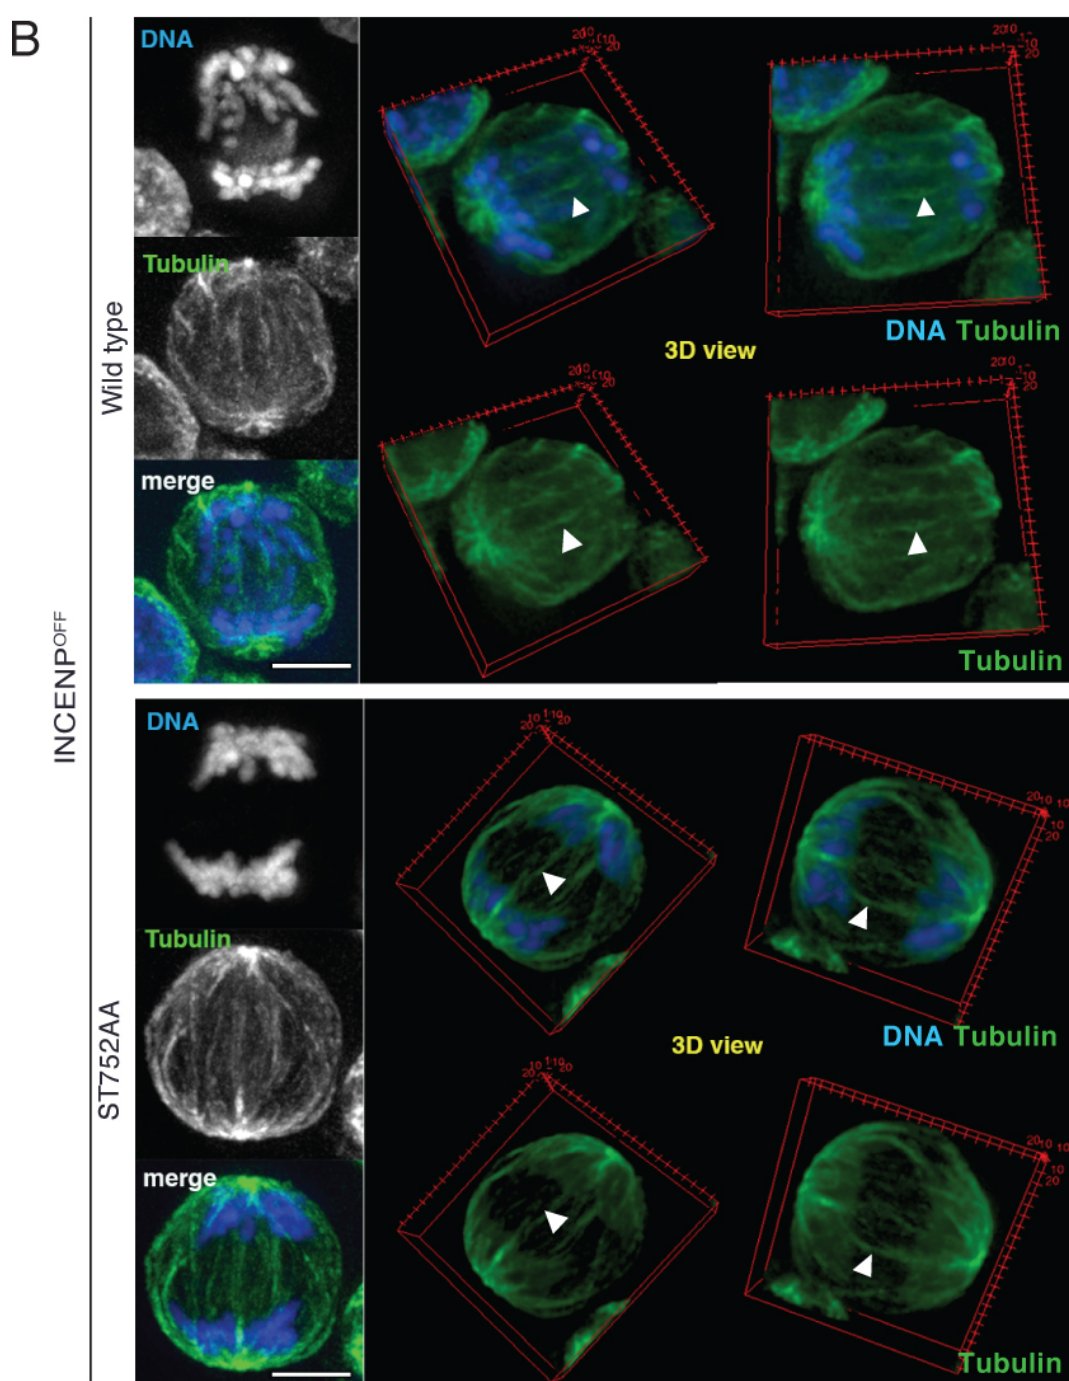 B
INCENP^OFF
Wild type
DNA
Tubulin
merge
3D view
DNA Tubulin
Tubulin
ST752AA
DNA
Tubulin
merge
3D view
DNA Tubulin
Tubulin